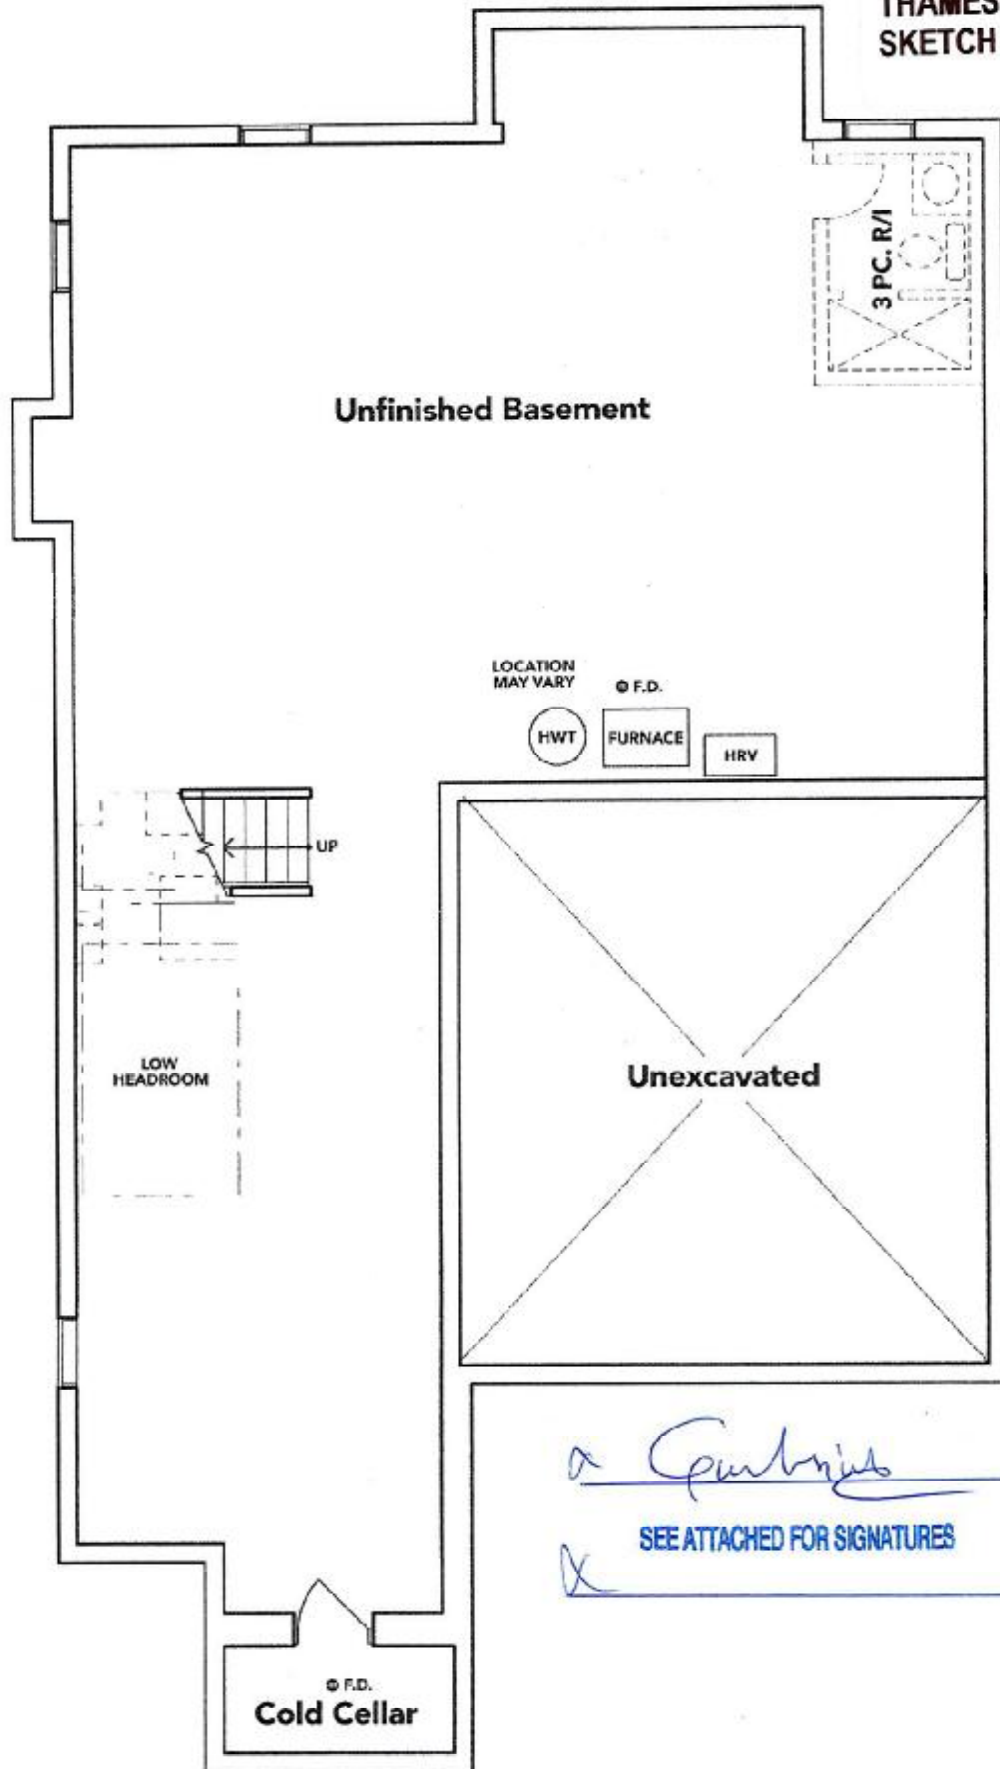 THAMES
SKETCH
3 PC. R/I
Unfinished Basement
LOCATION
MAY VARY
F.D.
HWT
FURNACE
HRV
UP
LOW
HEADROOM
Unexcavated
SEE ATTACHED FOR SIGNATURES
F.D.
Cold Cellar